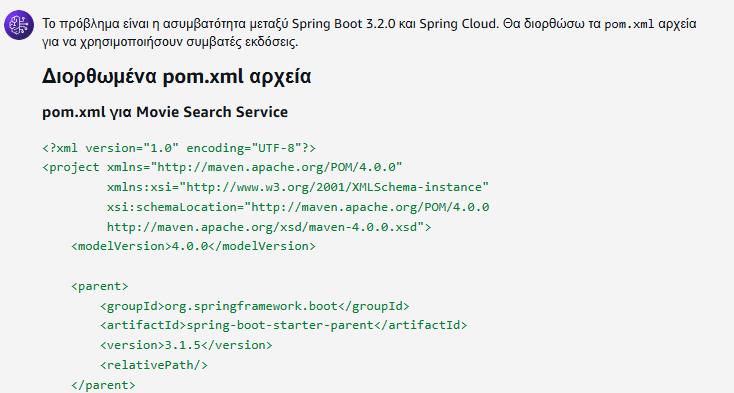 Το πρόβλημα είναι η ασυμβατότητα μεταξύ Spring Boot 3.2.0 και Spring Cloud. Θα διορθώσω τα pom.xml αρχεία
για να χρησιμοποιήσουν συμβατές εκδόσεις.
Διορθωμένα pom.xml αρχεία
pom.xml για Movie Search Service
<?xml version="1.0" encoding="UTF-8"?>
<project xmlns="http://maven.apache.org/POM/4.0.0"
         xmlns:xsi="http://www.w3.org/2001/XMLSchema-instance"
         xsi:schemaLocation="http://maven.apache.org/POM/4.0.0
         http://maven.apache.org/xsd/maven-4.0.0.xsd">
    <modelVersion>4.0.0</modelVersion>
    <parent>
        <groupId>org.springframework.boot</groupId>
        <artifactId>spring-boot-starter-parent</artifactId>
        <version>3.1.5</version>
        <relativePath/>
    </parent>